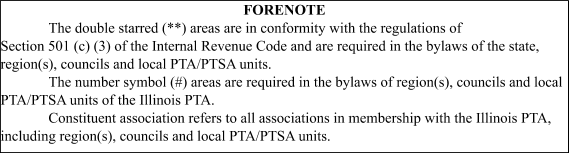 FORENOTE
The double starred (**) areas are in conformity with the regulations of
Section 501 (c) (3) of the Internal Revenue Code and are required in the bylaws of the state,
region(s), councils and local PTA/PTSA units.
The number symbol (#) areas are required in the bylaws of region(s), councils and local
PTA/PTSA units of the Illinois PTA.
Constituent association refers to all associations in membership with the Illinois PTA,
including region(s), councils and local PTA/PTSA units.